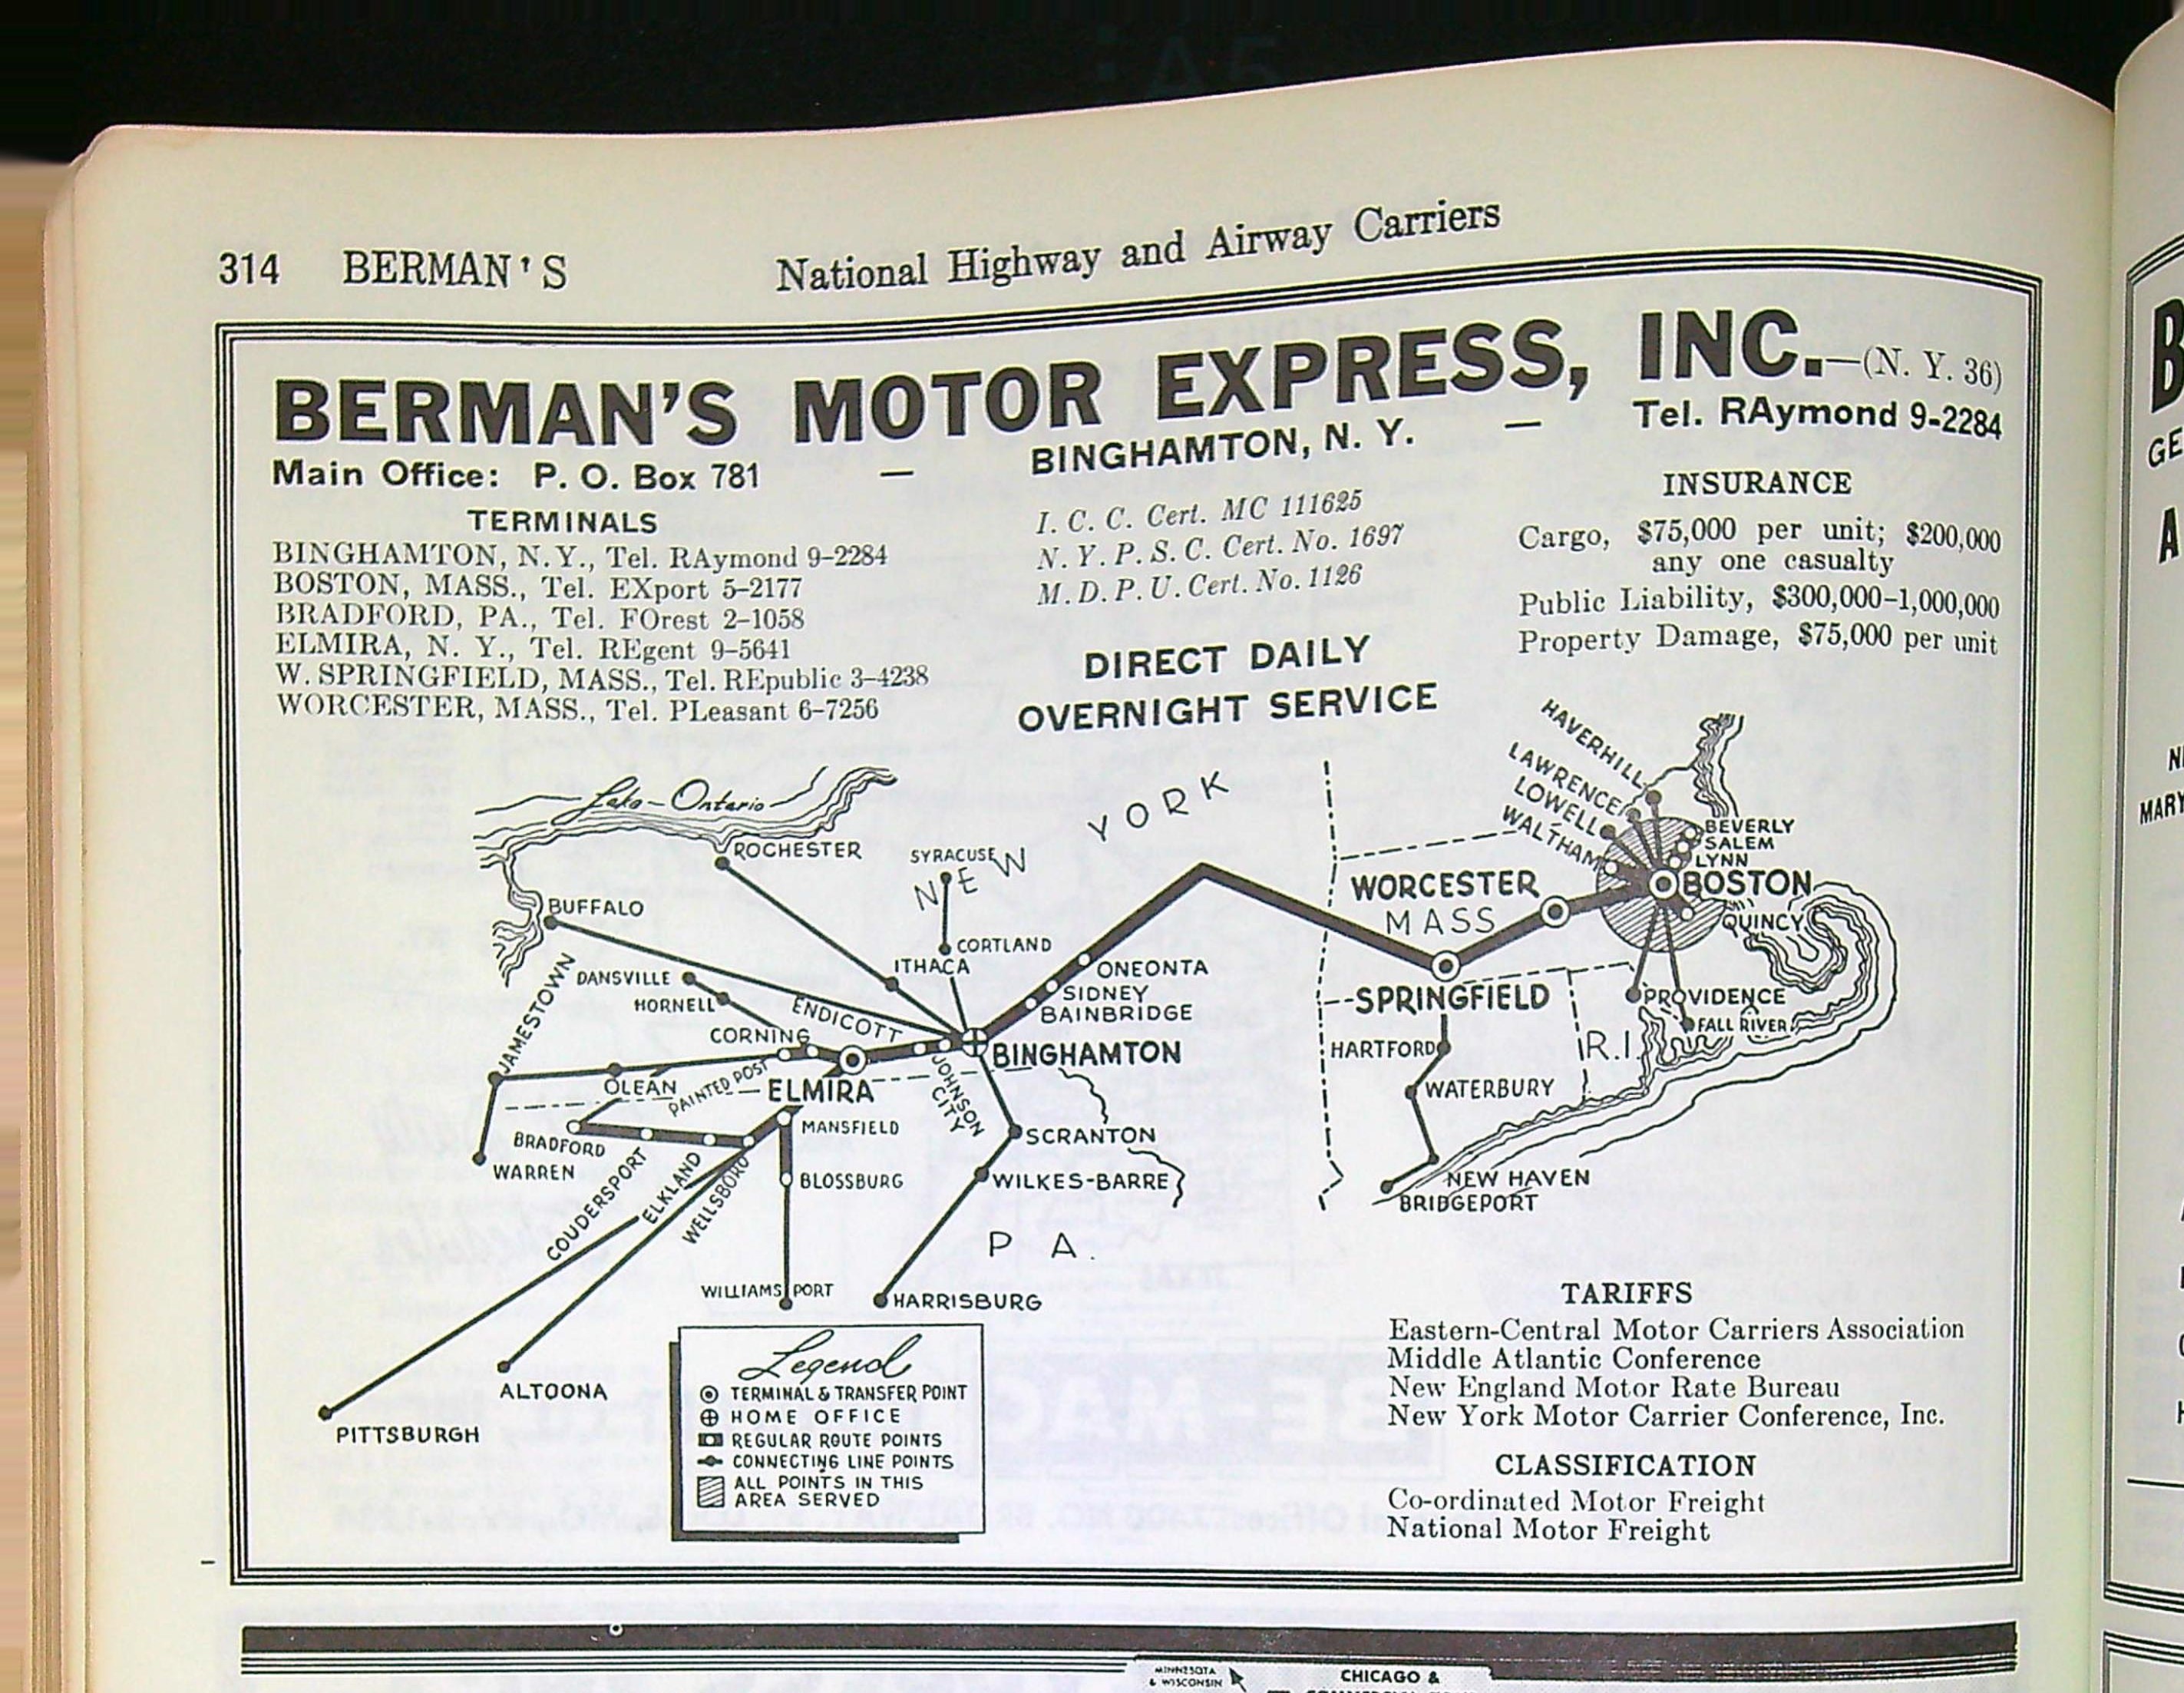 314 BERMAN'S National Highway and Airway Carriers
BERMAN'S MOTOR EXPRESS, INC.—(N. Y. 36)
Main Office: P. O. Box 781 — BINGHAMTON, N. Y. — Tel. RAymond 9-2284
TERMINALS
BINGHAMTON, N. Y., Tel. RAymond 9-2284
BOSTON, MASS., Tel. EXport 5-2177
BRADFORD, PA., Tel. FOrest 2-1058
ELMIRA, N. Y., Tel. REgent 9-5641
W. SPRINGFIELD, MASS., Tel. REpublic 3-4238
WORCESTER, MASS., Tel. PLeasant 6-7256
I. C. C. Cert. MC 111625
N. Y. P. S. C. Cert. No. 1697
M. D. P. U. Cert. No. 1126
DIRECT DAILY
OVERNIGHT SERVICE
INSURANCE
Cargo, $75,000 per unit; $200,000
any one casualty
Public Liability, $300,000-1,000,000
Property Damage, $75,000 per unit
Lake Ontario
ROCHESTER
SYRACUSE
NEW YORK
BUFFALO
CORTLAND
ITHACA
DANSVILLE
HORNELL
ENDICOTT
CORNING
JAMESTOWN
ONEONTA
SIDNEY
BAINBRIDGE
BINGHAMTON
JOHNSON
CITY
OLEAN
PAINTED POST
ELMIRA
MANSFIELD
BRADFORD
WARREN
COUDERSPORT
ELKLAND
WELLSBORO
BLOSSBURG
SCRANTON
WILKES-BARRE
PA.
WILLIAMSPORT
HARRISBURG
ALTOONA
PITTSBURGH
HAVERHILL
LAWRENCE
LOWELL
WALTHAM
BEVERLY
SALEM
LYNN
BOSTON
QUINCY
WORCESTER
MASS
SPRINGFIELD
PROVIDENCE
FALL RIVER
R.I.
HARTFORD
WATERBURY
NEW HAVEN
BRIDGEPORT
Legend
TERMINAL & TRANSFER POINT
HOME OFFICE
REGULAR ROUTE POINTS
CONNECTING LINE POINTS
ALL POINTS IN THIS
AREA SERVED
TARIFFS
Eastern-Central Motor Carriers Association
Middle Atlantic Conference
New England Motor Rate Bureau
New York Motor Carrier Conference, Inc.
CLASSIFICATION
Co-ordinated Motor Freight
National Motor Freight
MINNESOTA
& WISCONSIN
CHICAGO &
B
GE
A
MARY